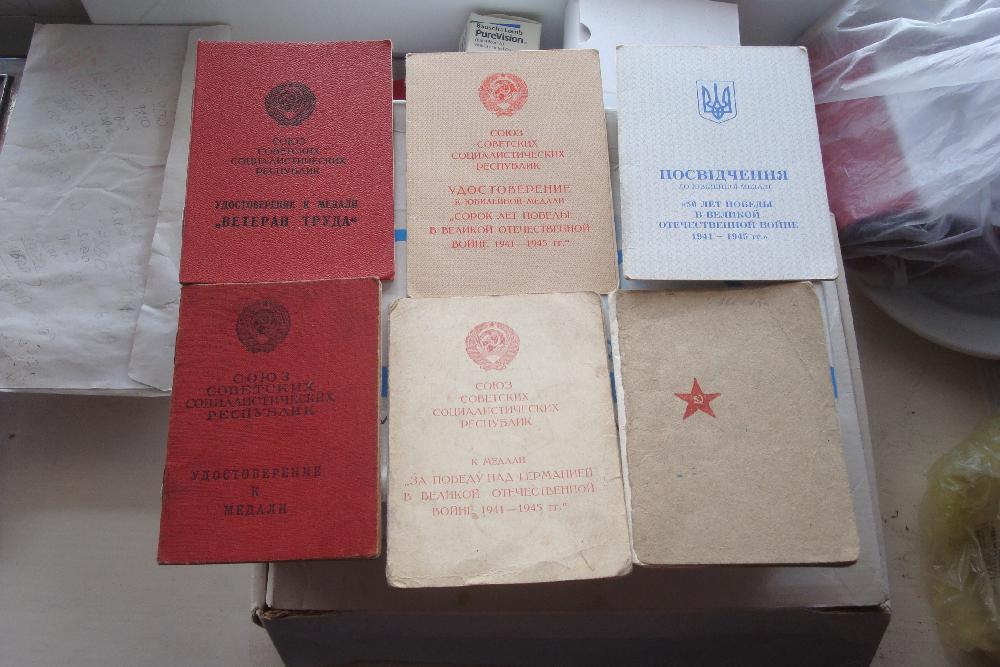 Bausch & Lomb
PureVision
СОЮЗ
СОВЕТСКИХ
СОЦИАЛИСТИЧЕСКИХ
РЕСПУБЛИК
УДОСТОВЕРЕНИЕ К МЕДАЛИ
„ВЕТЕРАН ТРУДА“
СОЮЗ
СОВЕТСКИХ
СОЦИАЛИСТИЧЕСКИХ
РЕСПУБЛИК
УДОСТОВЕРЕНИЕ
К ЮБИЛЕЙНОЙ МЕДАЛИ
„СОРОК ЛЕТ ПОБЕДЫ
В ВЕЛИКОЙ ОТЕЧЕСТВЕННОЙ
ВОЙНЕ 1941—1945 гг.“
ПОСВІДЧЕННЯ
ДО ЮВІЛЕЙНОЇ МЕДАЛІ
«50 ЛЕТ ПОБЕДЫ
В ВЕЛИКОЙ
ОТЕЧЕСТВЕННОЙ ВОЙНЕ
1941 – 1945 гг.»
СОЮЗ
СОВЕТСКИХ
СОЦИАЛИСТИЧЕСКИХ
РЕСПУБЛИК
УДОСТОВЕРЕНИЕ
К
МЕДАЛИ
СОЮЗ
СОВЕТСКИХ
СОЦИАЛИСТИЧЕСКИХ
РЕСПУБЛИК
К МЕДАЛИ
„ЗА ПОБЕДУ НАД ГЕРМАНИЕЙ
В ВЕЛИКОЙ ОТЕЧЕСТВЕННОЙ
ВОЙНЕ 1941—1945 гг.“